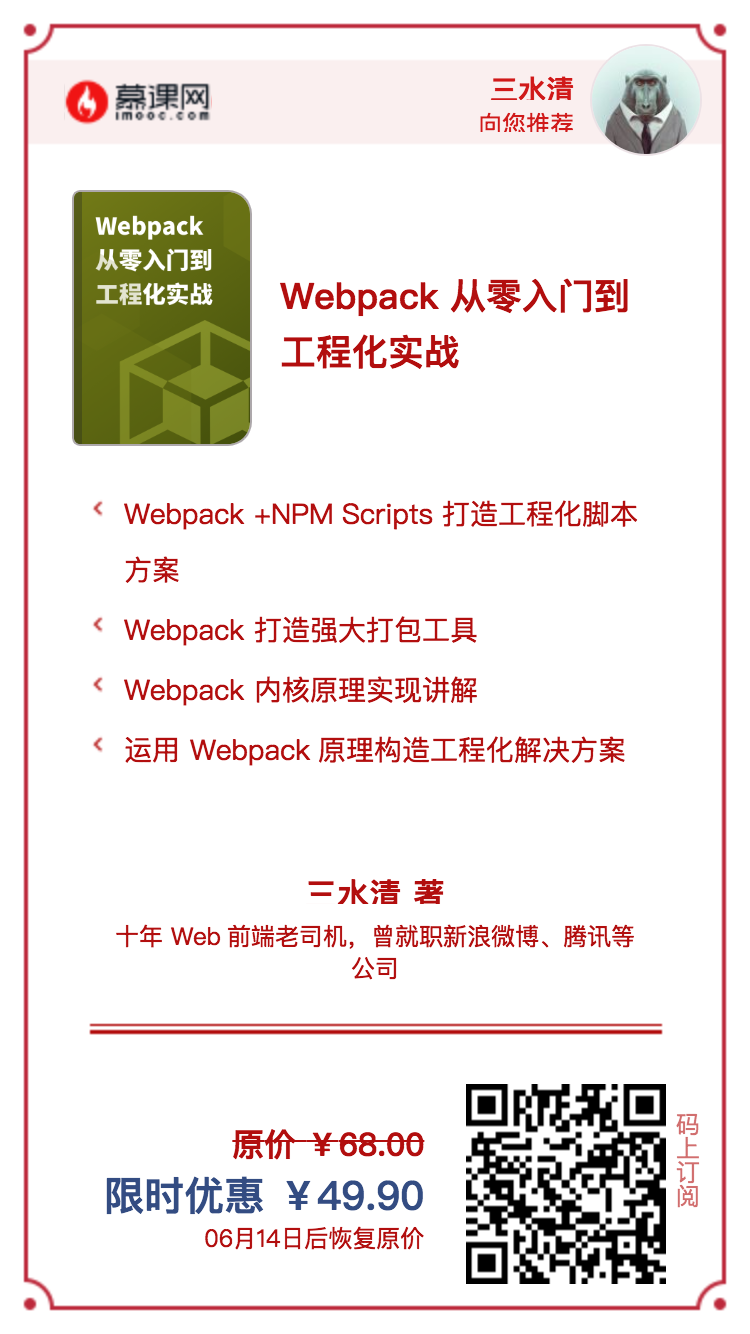 慕课网
imooc.com
三水清
向您推荐
Webpack
从零入门到
工程化实战
Webpack 从零入门到
工程化实战
Webpack +NPM Scripts 打造工程化脚本
方案
Webpack 打造强大打包工具
Webpack 内核原理实现讲解
运用 Webpack 原理构造工程化解决方案
三水清 著
十年 Web 前端老司机，曾就职新浪微博、腾讯等
公司
原价 ￥68.00
限时优惠 ￥49.90
06月14日后恢复原价
码上订阅